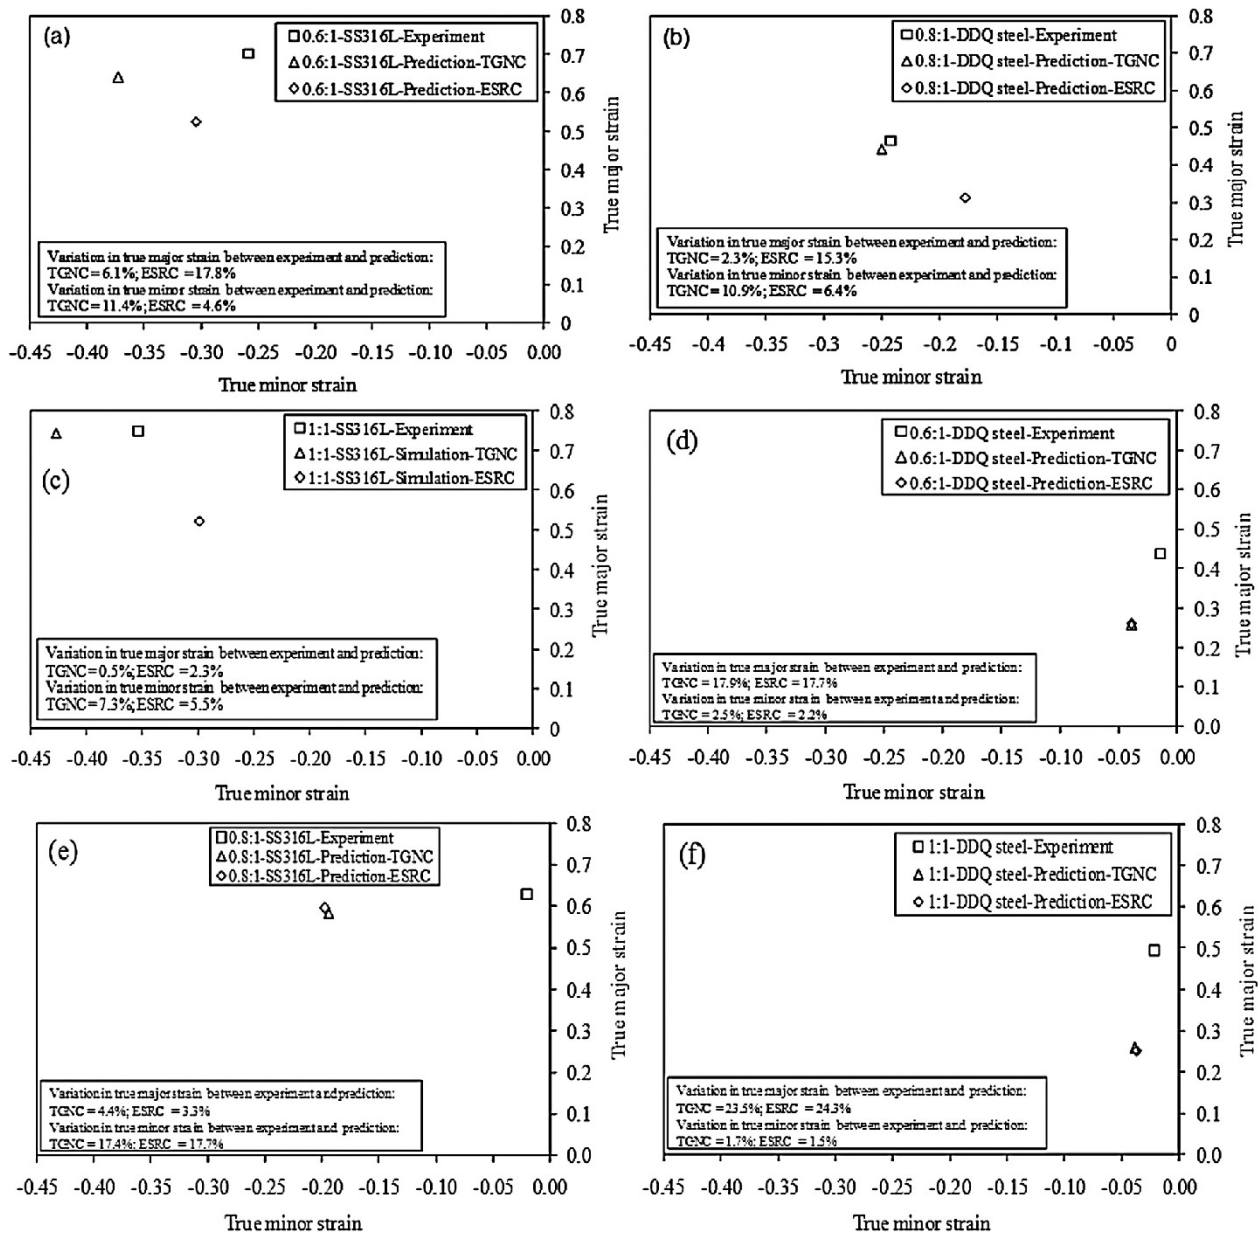 (a)
0.6:1-SS316L-Experiment
0.6:1-SS316L-Prediction-TGNC
0.6:1-SS316L-Prediction-ESRC
Variation in true major strain between experiment and prediction:
TGNC=6.1%; ESRC=17.8%
Variation in true minor strain between experiment and prediction:
TGNC=11.4%; ESRC =4.6%
0.8
0.7
0.6
0.5
0.4
0.3
0.2
0.1
0
True major strain
-0.45 -0.40 -0.35 -0.30 -0.25 -0.20 -0.15 -0.10 -0.05 0.00
True minor strain
(b)
0.8:1-DDQ steel-Experiment
0.8:1-DDQ steel-Prediction-TGNC
0.8:1-DDQ steel-Prediction-ESRC
Variation in true major strain between experiment and prediction:
TGNC=2.3%; ESRC =15.3%
Variation in true minor strain between experiment and prediction:
TGNC=10.9%; ESRC =6.4%
0.8
0.7
0.6
0.5
0.4
0.3
0.2
0.1
0
True major strain
-0.45 -0.4 -0.35 -0.3 -0.25 -0.2 -0.15 -0.1 -0.05 0
True minor strain
(c)
1:1-SS316L-Experiment
1:1-SS316L-Simulation-TGNC
1:1-SS316L-Simulation-ESRC
Variation in true major strain between experiment and prediction:
TGNC=0.5%; ESRC =2.3%
Variation in true minor strain between experiment and prediction:
TGNC=7.3%; ESRC =5.5%
0.8
0.7
0.6
0.5
0.4
0.3
0.2
0.1
0
True major strain
-0.45 -0.40 -0.35 -0.30 -0.25 -0.20 -0.15 -0.10 -0.05 0.00
True minor strain
(d)
0.6:1-DDQ steel-Experiment
0.6:1-DDQ steel-Prediction-TGNC
0.6:1-DDQ steel-Prediction-ESRC
Variation in true major strain between experiment and prediction:
TGNC = 17.9%; ESRC = 17.7%
Variation in true minor strain between experiment and prediction:
TGNC = 2.5%; ESRC = 2.2%
0.8
0.7
0.6
0.5
0.4
0.3
0.2
0.1
0.0
True major strain
-0.45 -0.40 -0.35 -0.30 -0.25 -0.20 -0.15 -0.10 -0.05 0.00
True minor strain
(e)
0.8:1-SS316L-Experiment
0.8:1-SS316L-Prediction-TGNC
0.8:1-SS316L-Prediction-ESRC
Variation in true major strain between experiment and prediction:
TGNC = 4.4%; ESRC = 3.3%
Variation in true minor strain between experiment and prediction:
TGNC = 17.4%; ESRC = 17.7%
0.8
0.7
0.6
0.5
0.4
0.3
0.2
0.1
0.0
True major strain
-0.45 -0.40 -0.35 -0.30 -0.25 -0.20 -0.15 -0.10 -0.05 0.00
True minor strain
(f)
1:1-DDQ steel-Experiment
1:1-DDQ steel-Prediction-TGNC
1:1-DDQ steel-Prediction-ESRC
Variation in true major strain between experiment and prediction:
TGNC = 23.5%; ESRC = 24.3%
Variation in true minor strain between experiment and prediction:
TGNC = 1.7%; ESRC = 1.5%
0.8
0.7
0.6
0.5
0.4
0.3
0.2
0.1
0.0
True major strain
-0.45 -0.40 -0.35 -0.30 -0.25 -0.20 -0.15 -0.10 -0.05 0.00
True minor strain